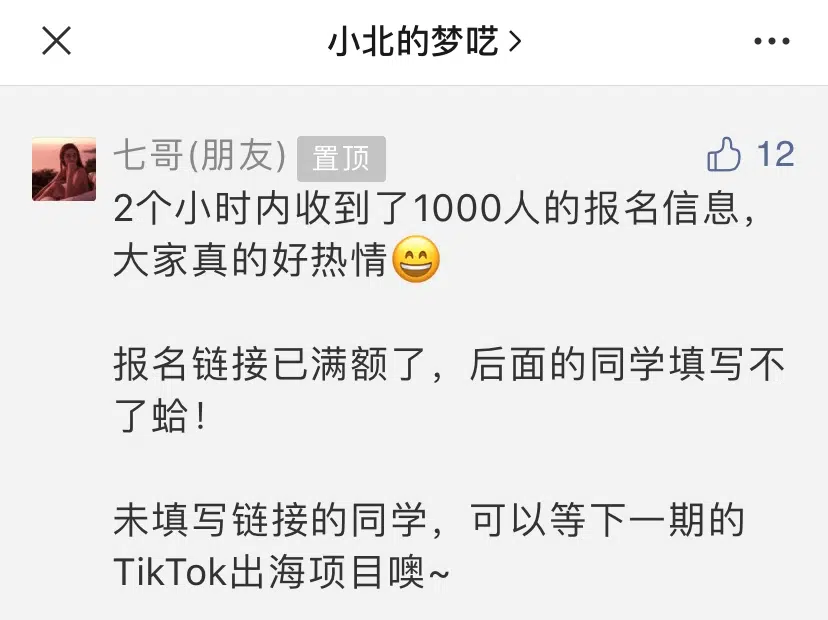 小北的梦呓
七哥(朋友) 置顶 12
2个小时内收到了1000人的报名信息，
大家真的好热情😄
报名链接已满额了，后面的同学填写不
了蛤！
未填写链接的同学，可以等下一期的
TikTok出海项目噢~